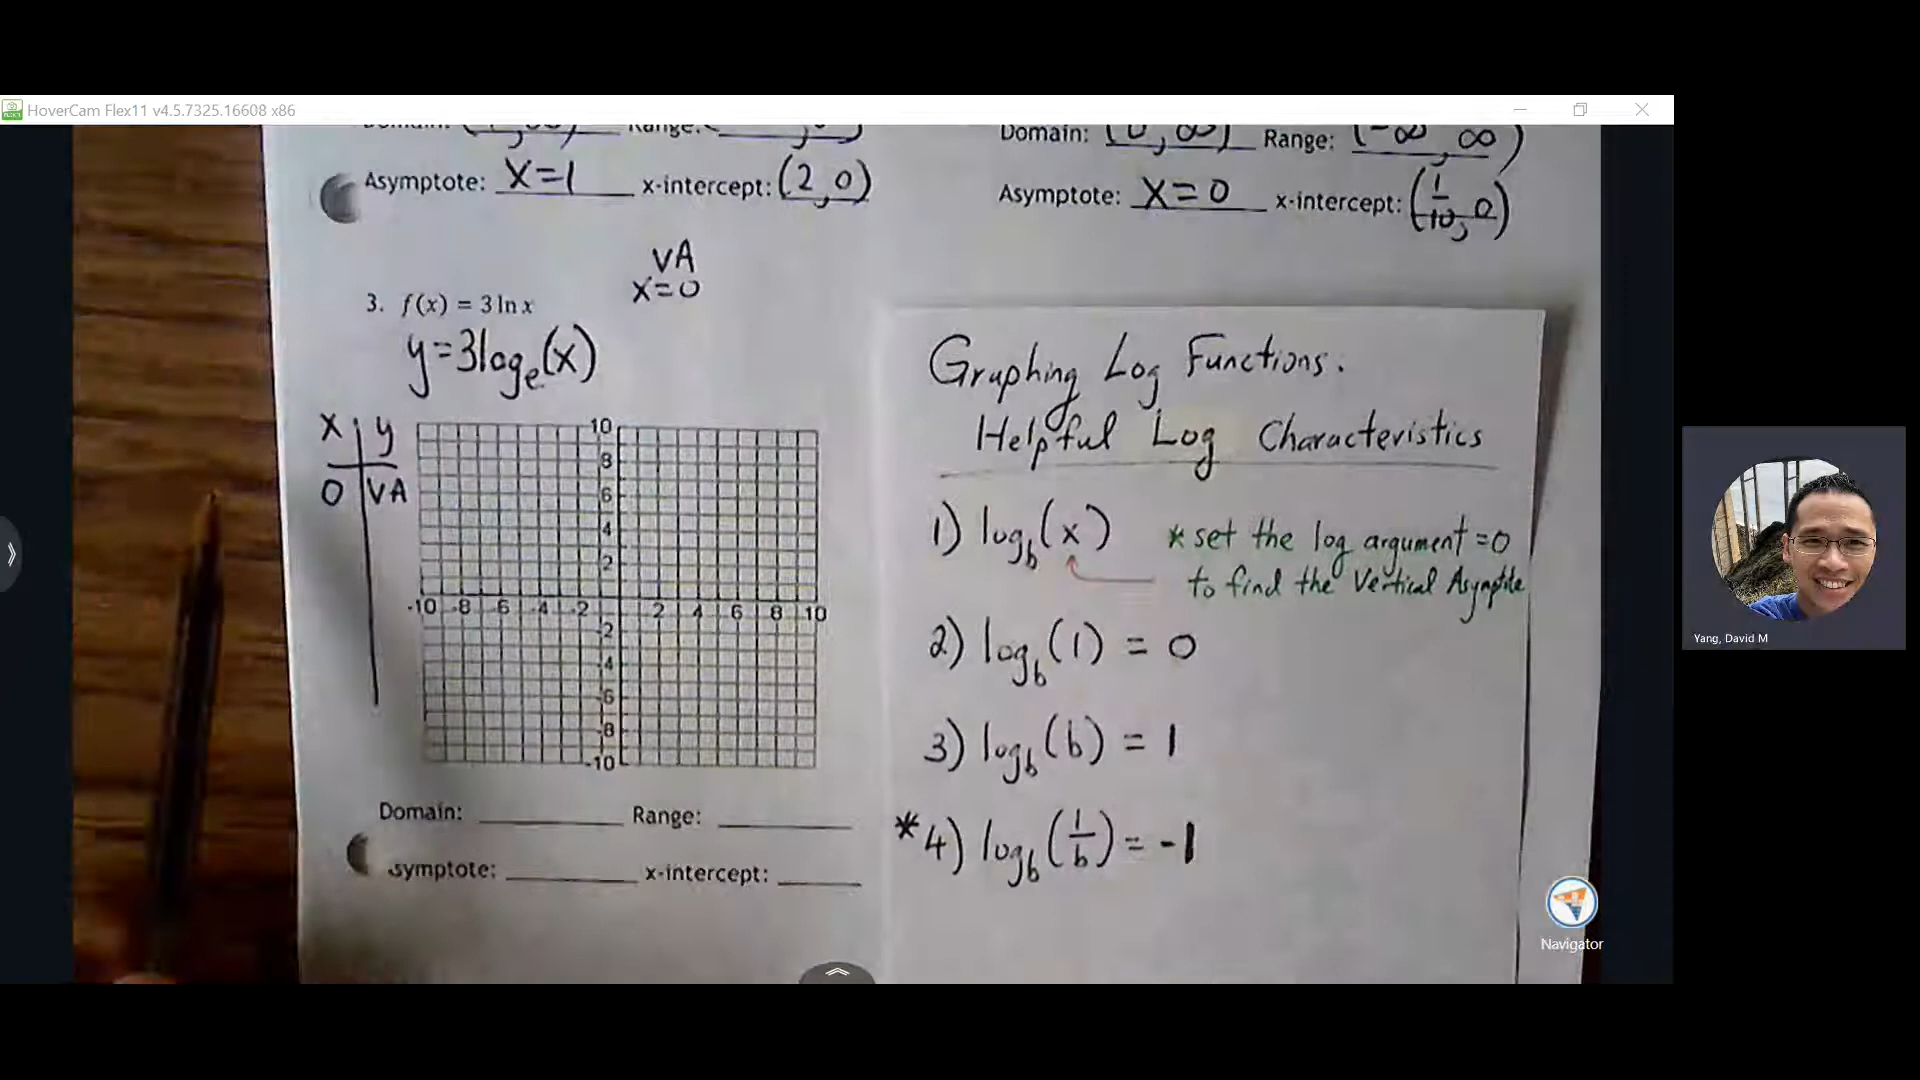 HoverCam Flex11 v4.5.7325.16608 x86
Domain: (0, ∞) Range: (-∞, ∞)
Asymptote: x=1 x-intercept: (2,0)
Asymptote: x=0 x-intercept: (1/10, 0)
VA
x=0
3. f(x) = 3 ln x
y=3log_e(x)
x | y
0 | VA
10
8
6
4
2
-10 -8 -6 -4 -2 2 4 6 8 10
-2
-4
-6
-8
-10
Domain: ________ Range: ________
symptote: ________ x-intercept: ________
Graphing Log Functions.
Helpful Log Characteristics
1) log_b(x) * set the log argument =0
to find the Vertical Asymptote
2) log_b(1) = 0
3) log_b(b) = 1
*4) log_b(1/b) = -1
Navigator
Yang, David M